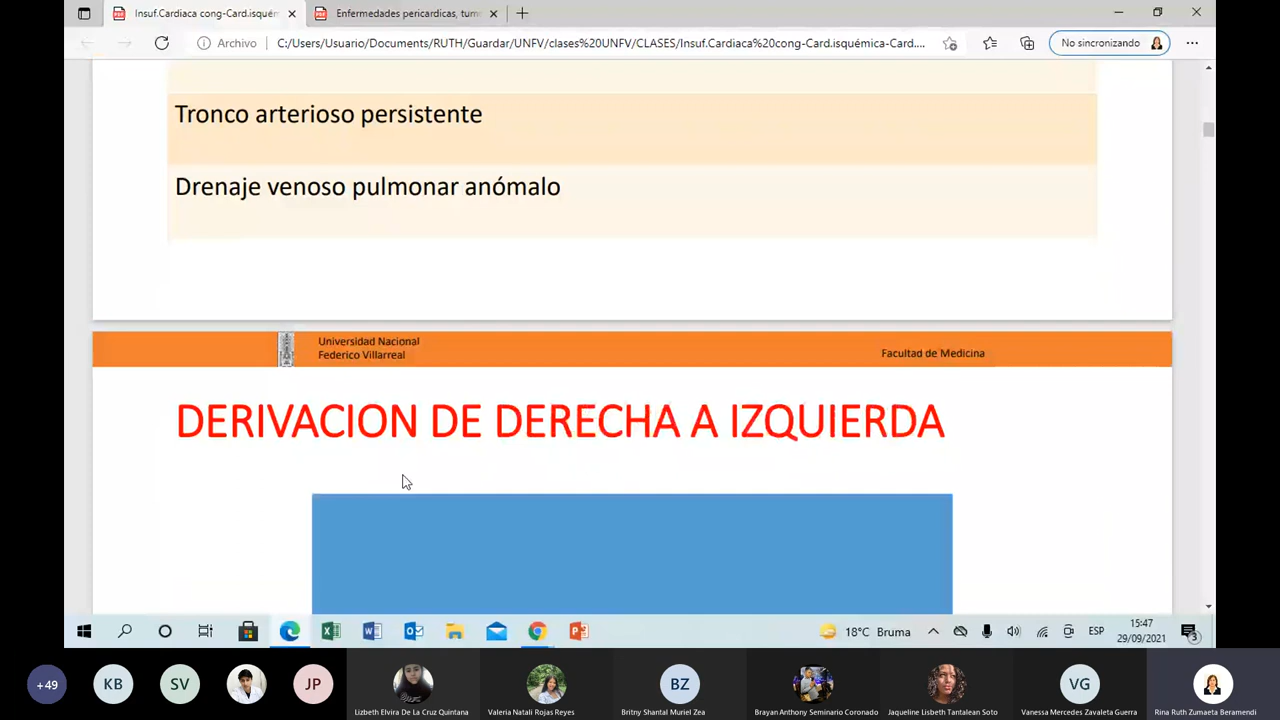 Insuf.Cardiaca cong-Card.isquém
Enfermedades pericardicas, tum
Archivo
C:/Users/Usuario/Documents/RUTH/Guardar/UNFV/clases%20UNFV/CLASES/Insuf.Cardiaca%20cong-Card.isquémica-Card....
No sincronizando
Tronco arterioso persistente
Drenaje venoso pulmonar anómalo
Universidad Nacional
Federico Villarreal
Facultad de Medicina
DERIVACION DE DERECHA A IZQUIERDA
18°C Bruma
ESP
15:47
29/09/2021
3
+49
KB
SV
JP
BZ
VG
Lizbeth Elvira De La Cruz Quintana
Valeria Natali Rojas Reyes
Britny Shantal Muriel Zea
Brayan Anthony Seminario Coronado
Jaqueline Lisbeth Tantalean Soto
Vanessa Mercedes Zavaleta Guerra
Rina Ruth Zumaeta Beramendi